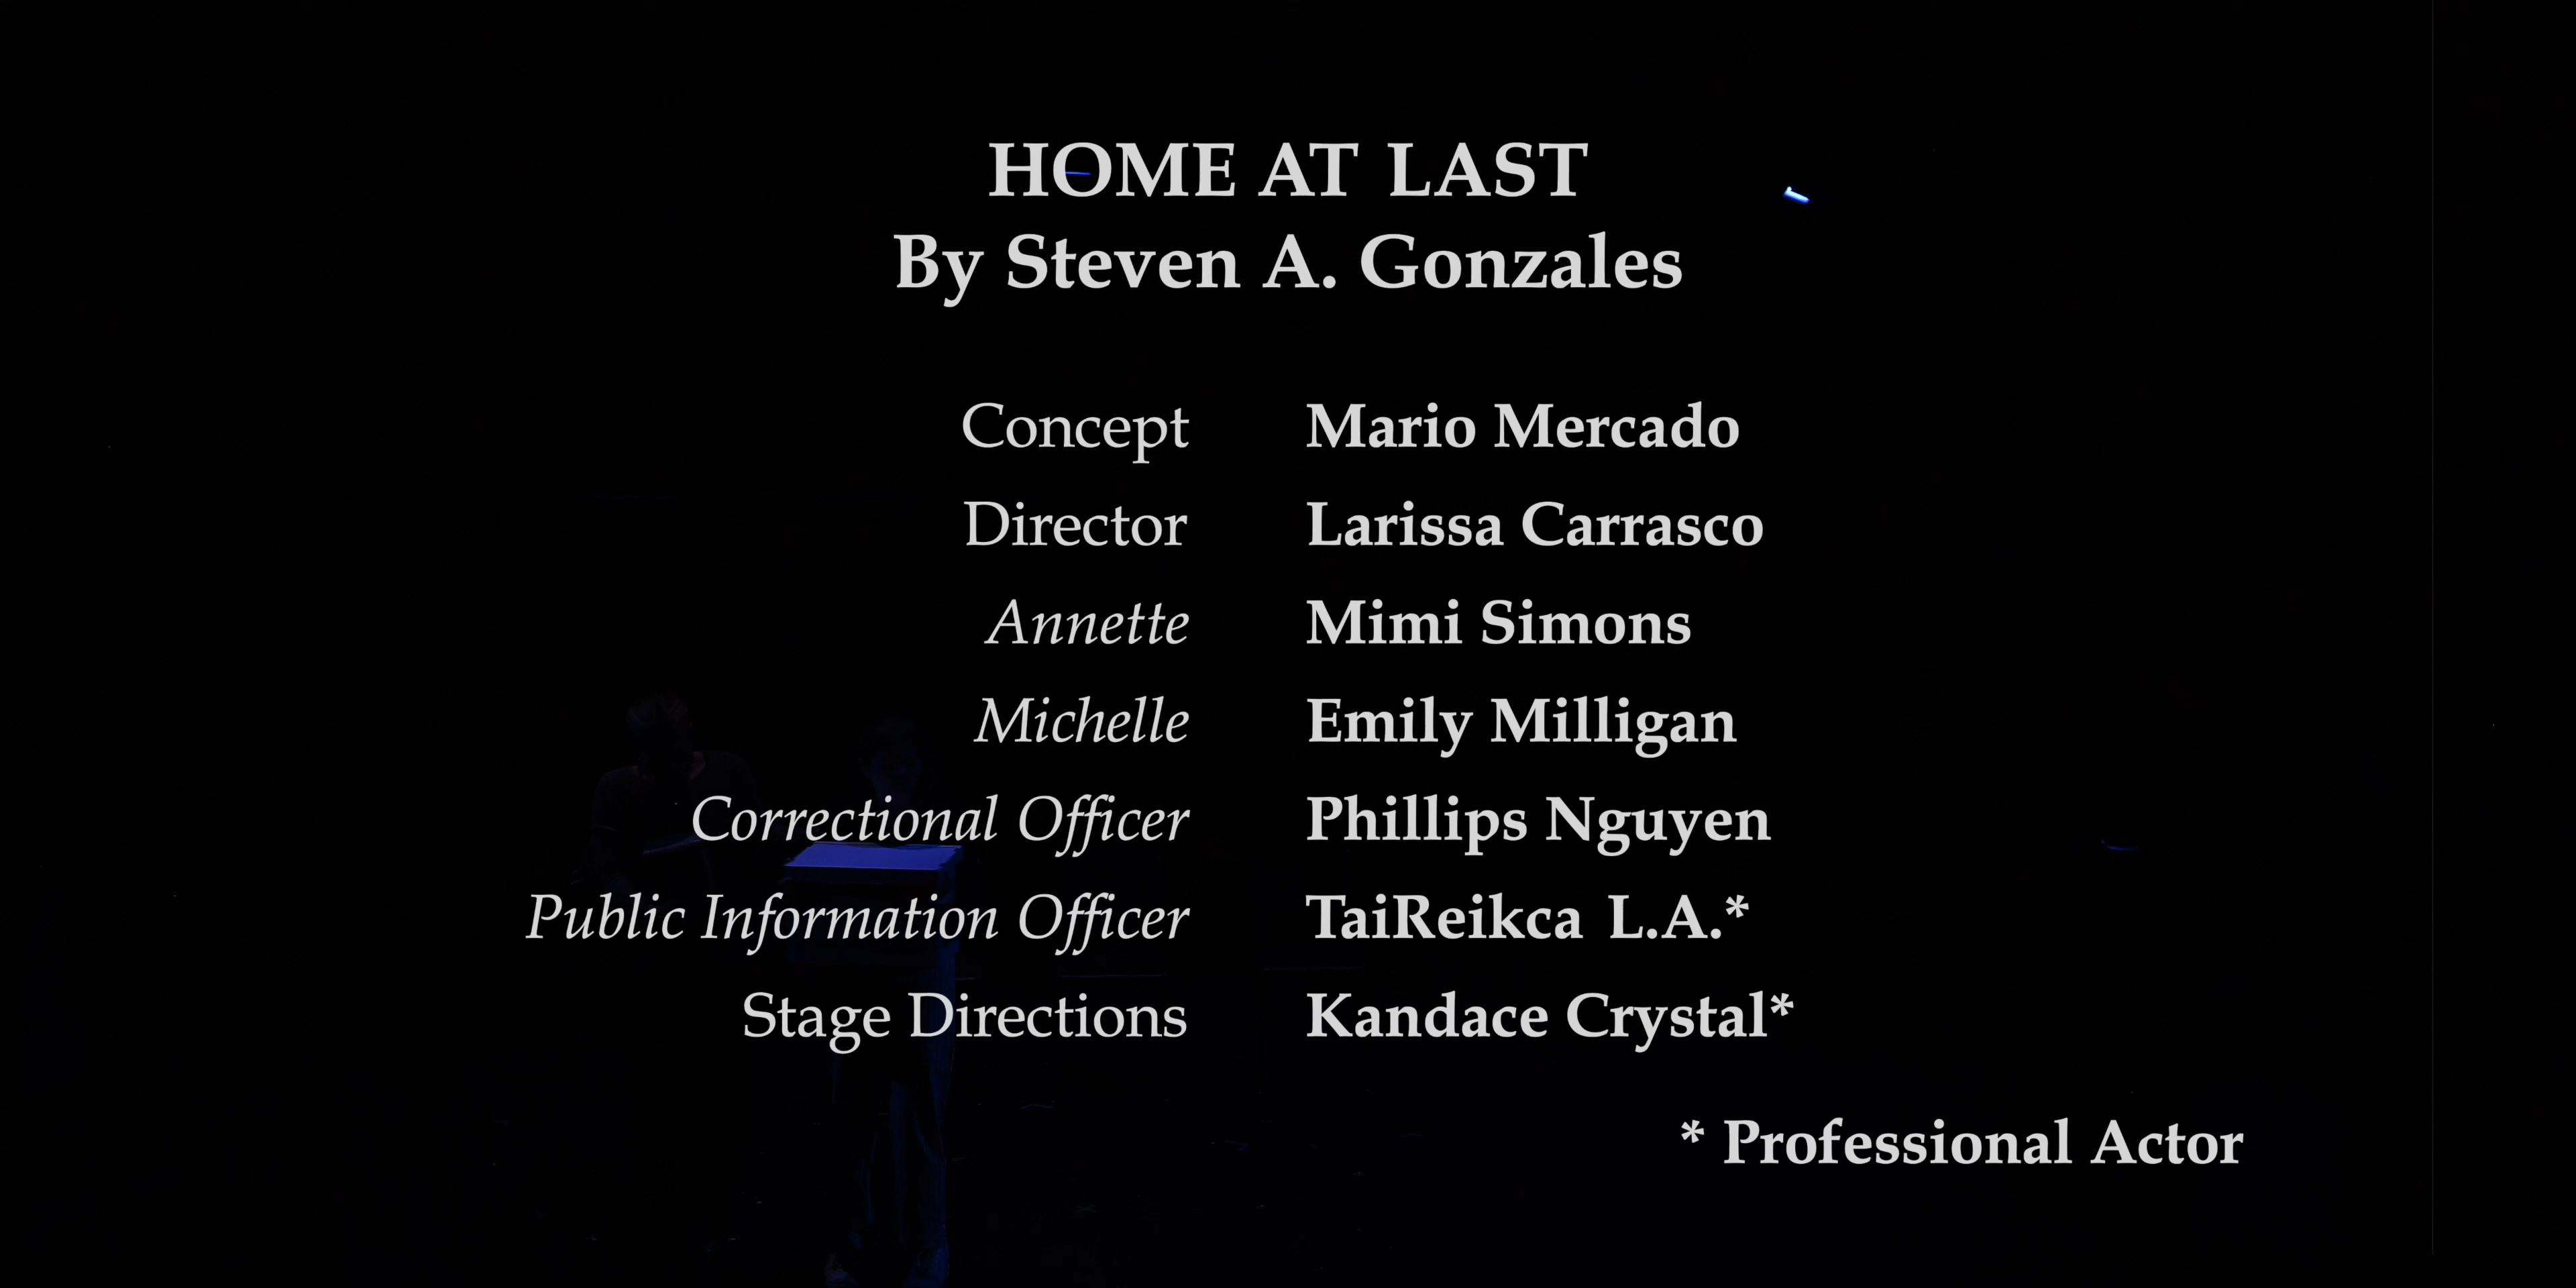 HOME AT LAST
By Steven A. Gonzales
Concept Mario Mercado
Director Larissa Carrasco
Annette Mimi Simons
Michelle Emily Milligan
Correctional Officer Phillips Nguyen
Public Information Officer TaiReikca L.A.*
Stage Directions Kandace Crystal*
* Professional Actor